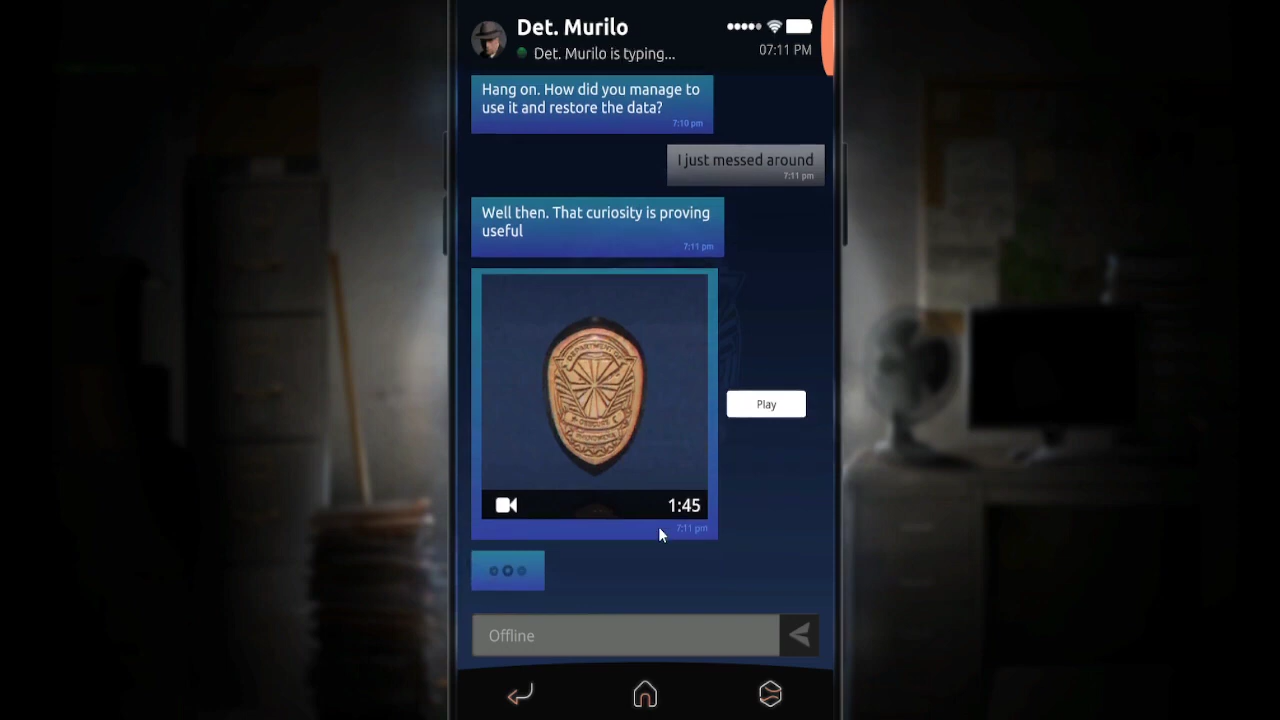 Det. Murilo
Det. Murilo is typing...
07:11 PM
Hang on. How did you manage to
use it and restore the data?
7:10 pm
I just messed around
7:11 pm
Well then. That curiosity is proving
useful
7:11 pm
DEPARTMENT OF
Play
1:45
7:11 pm
Offline